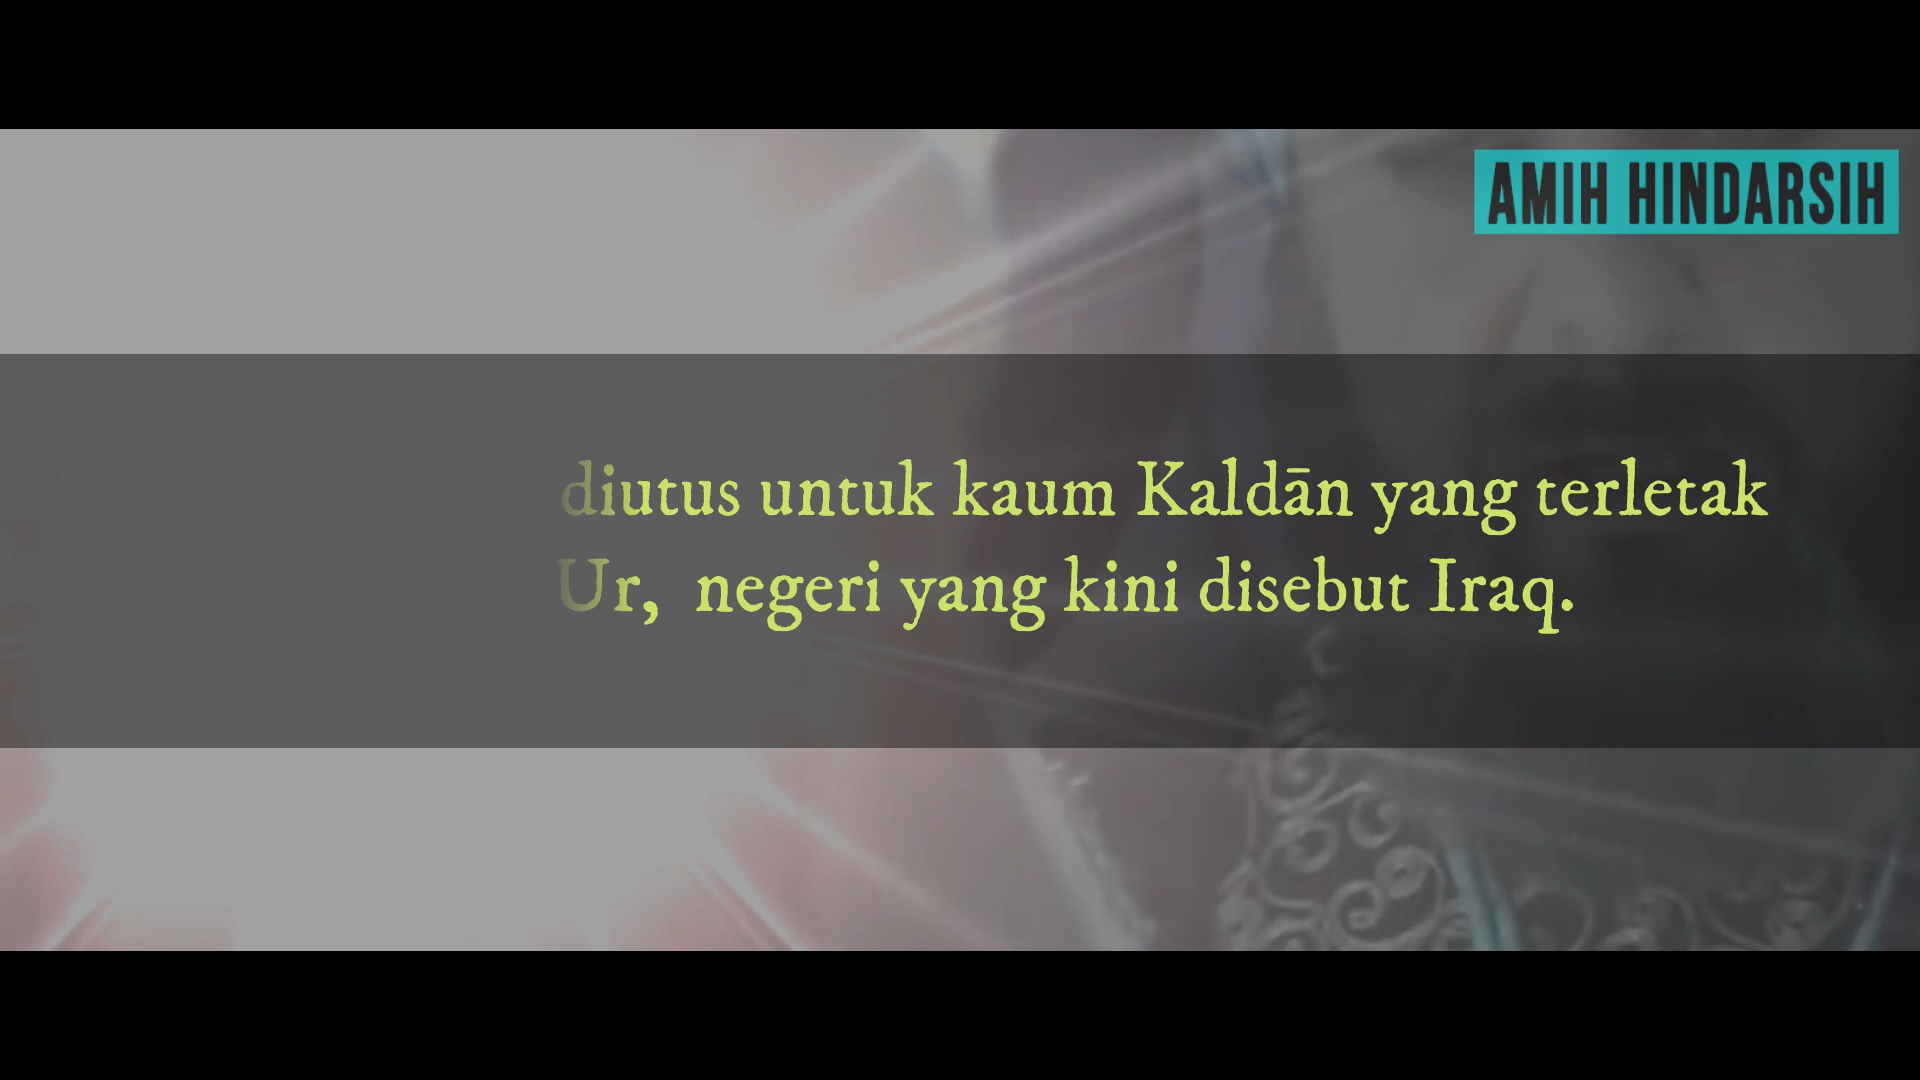 AMIH HINDARSIH
diutus untuk kaum Kaldān yang terletak
Ur, negeri yang kini disebut Iraq.